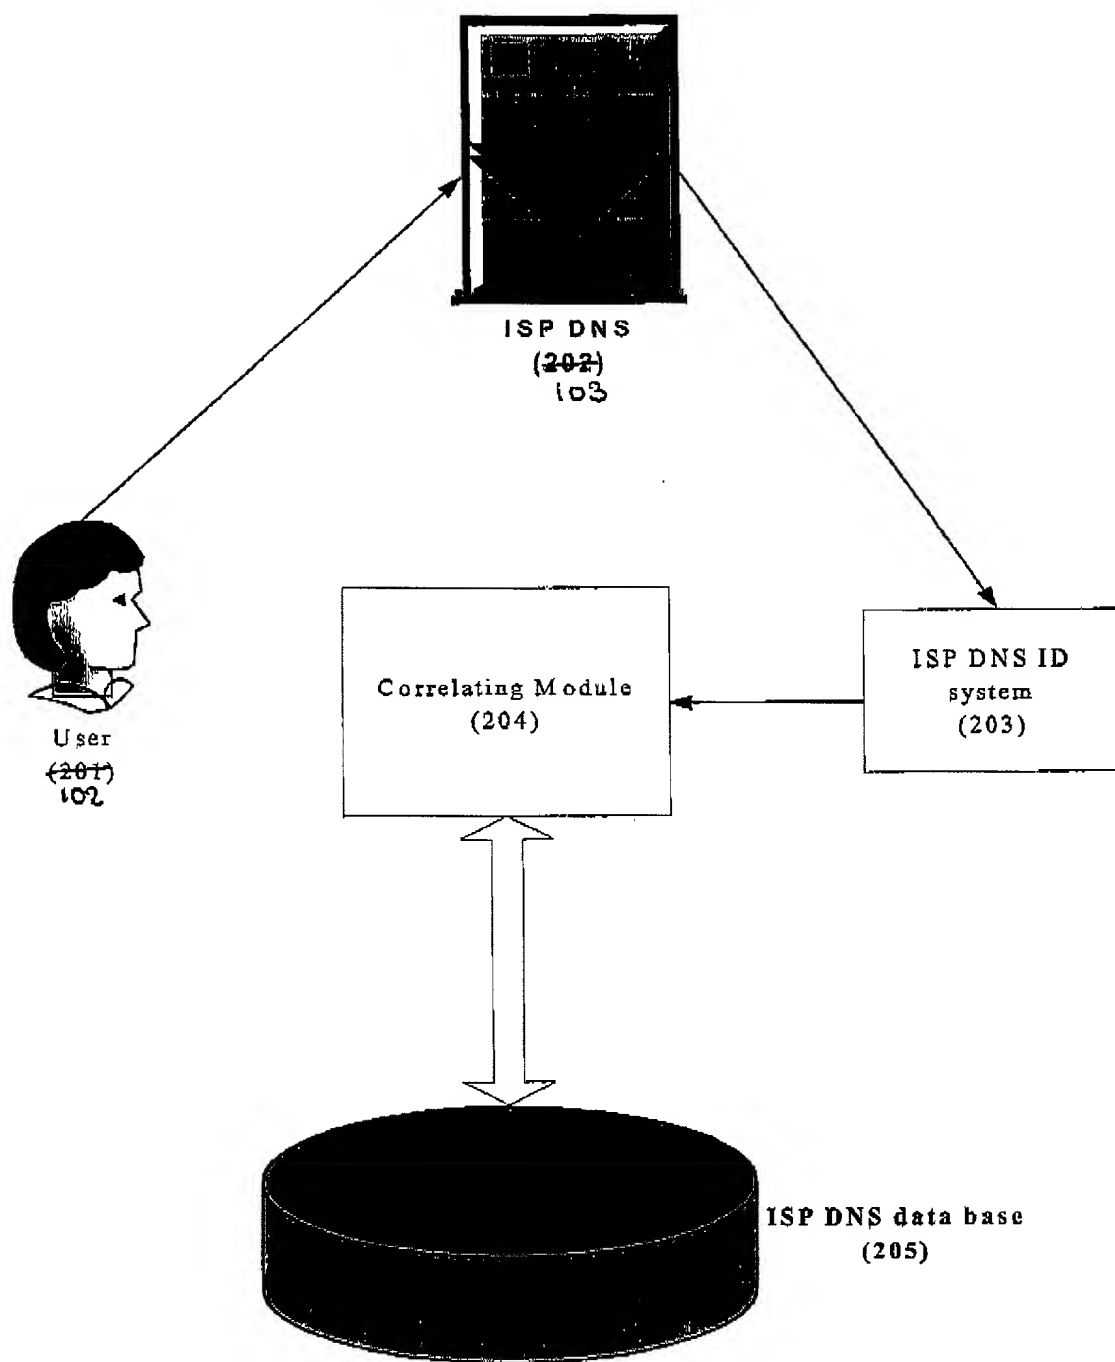 ISP DNS
(202)
103
ISP DNS ID
system
(203)
Correlating Module
(204)
User
(201)
102
ISP DNS data base
(205)